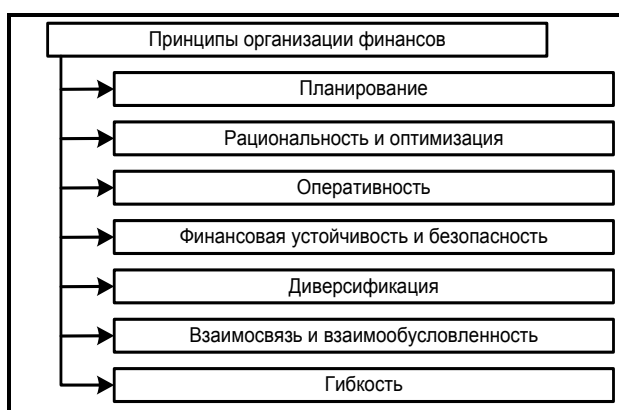 Принципы организации финансов
Планирование
Рациональность и оптимизация
Оперативность
Финансовая устойчивость и безопасность
Диверсификация
Взаимосвязь и взаимообусловленность
Гибкость